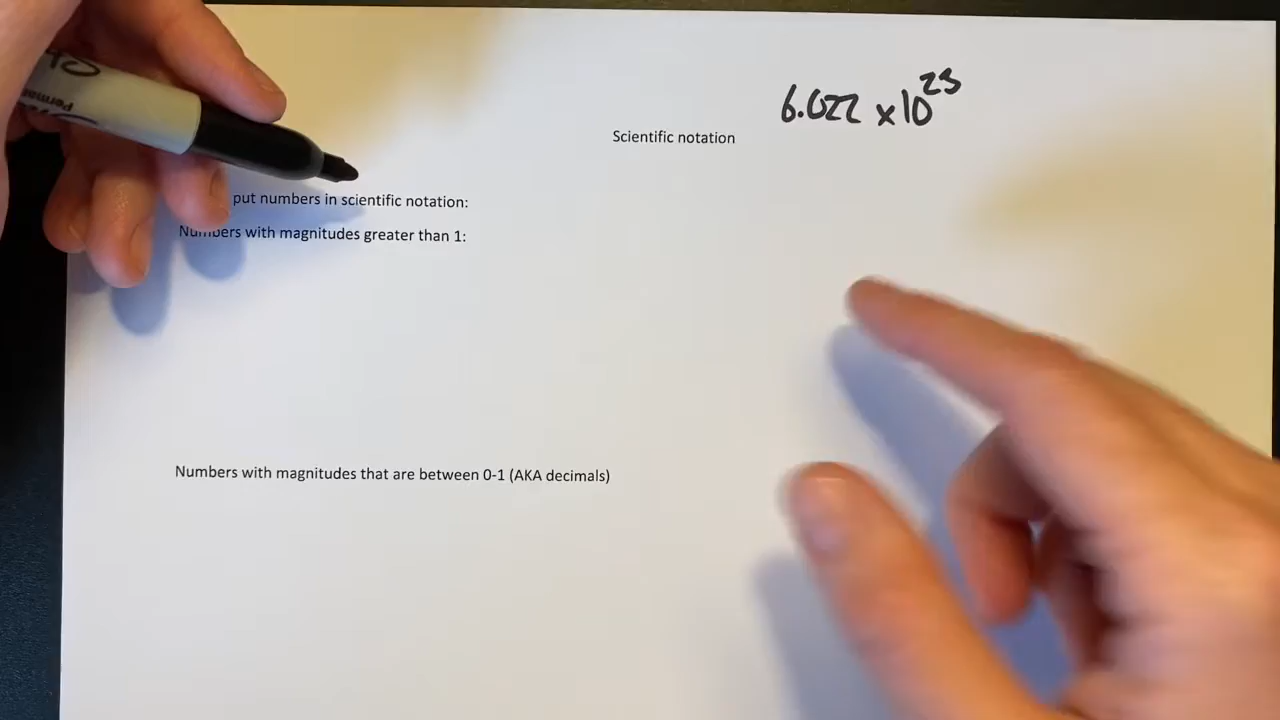 6.022 x10^23
Scientific notation
put numbers in scientific notation:
Numbers with magnitudes greater than 1:
Numbers with magnitudes that are between 0-1 (AKA decimals)